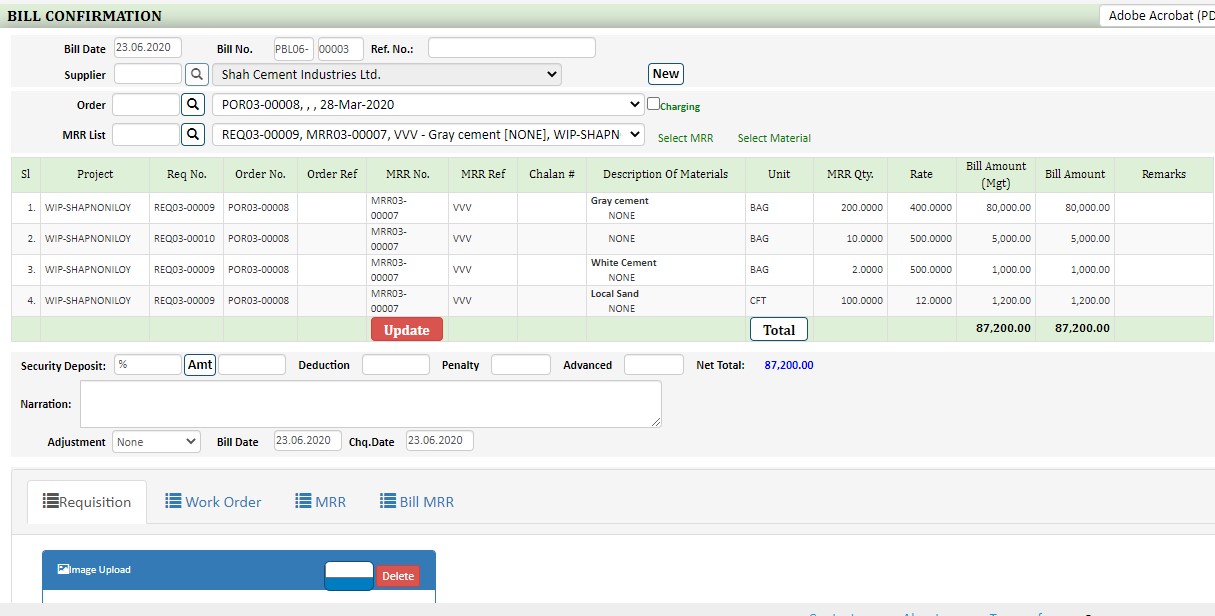 BILL CONFIRMATION
Adobe Acrobat (PD
Bill Date 23.06.2020 Bill No. PBL06- 00003 Ref. No.:
Supplier Shah Cement Industries Ltd. New
Order POR03-00008, , , 28-Mar-2020 Charging
MRR List REQ03-00009, MRR03-00007, VVV - Gray cement [NONE], WIP-SHAPN Select MRR Select Material
Sl Project Req No. Order No. Order Ref MRR No. MRR Ref Chalan # Description Of Materials Unit MRR Qty. Rate Bill Amount (Mgt) Bill Amount Remarks
1. WIP-SHAPNONILOY REQ03-00009 POR03-00008 MRR03-00007 VVV Gray cement NONE BAG 200.0000 400.0000 80,000.00 80,000.00
2. WIP-SHAPNONILOY REQ03-00010 POR03-00008 MRR03-00007 VVV NONE BAG 10.0000 500.0000 5,000.00 5,000.00
3. WIP-SHAPNONILOY REQ03-00009 POR03-00008 MRR03-00007 VVV White Cement NONE BAG 2.0000 500.0000 1,000.00 1,000.00
4. WIP-SHAPNONILOY REQ03-00009 POR03-00008 MRR03-00007 VVV Local Sand NONE CFT 100.0000 12.0000 1,200.00 1,200.00
Update Total 87,200.00 87,200.00
Security Deposit: % Amt Deduction Penalty Advanced Net Total: 87,200.00
Narration:
Adjustment None Bill Date 23.06.2020 Chq.Date 23.06.2020
Requisition Work Order MRR Bill MRR
Image Upload Delete